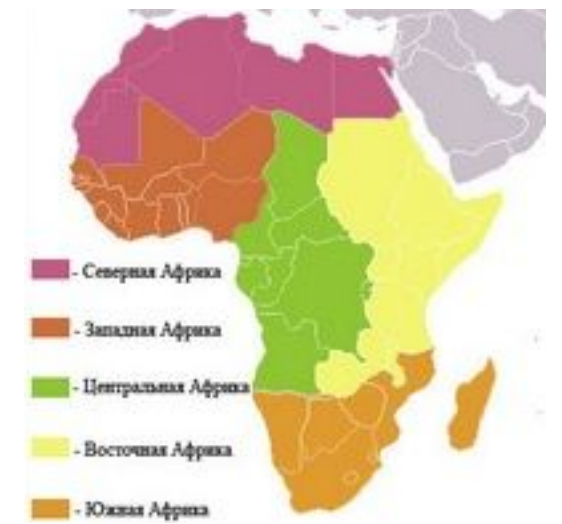 - Северная Африка
- Западная Африка
- Центральная Африка
- Восточная Африка
- Южная Африка